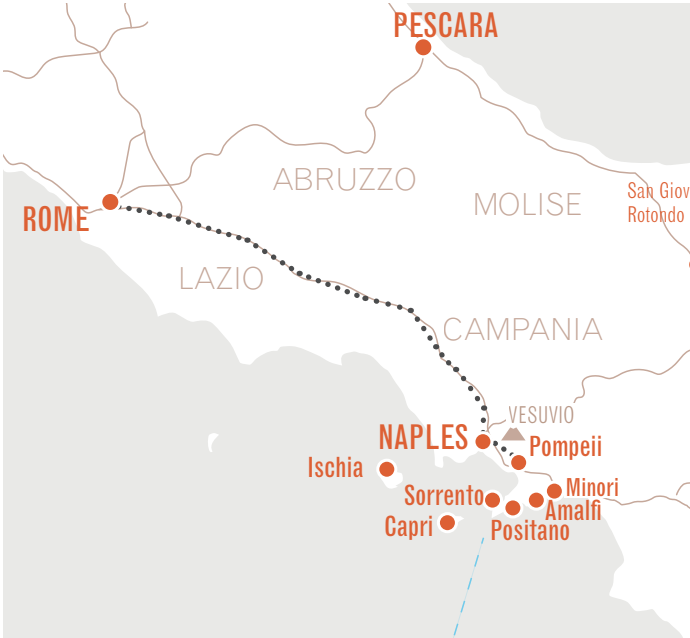 PESCARA
ABRUZZO
MOLISE
San Giov
Rotondo
ROME
LAZIO
CAMPANIA
VESUVIO
NAPLES
Pompeii
Ischia
Minori
Sorrento
Amalfi
Capri
Positano